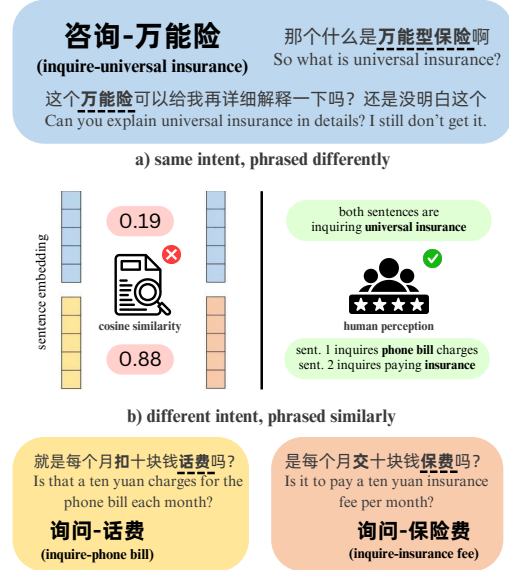 咨询-万能险
(inquire-universal insurance)
那个什么是万能型保险啊
So what is universal insurance?
这个万能险可以给我再详细解释一下吗？还是没明白这个
Can you explain universal insurance in details? I still don't get it.
a) same intent, phrased differently
sentence embedding
0.19
cosine similarity
0.88
both sentences are
inquiring universal insurance
human perception
sent. 1 inquires phone bill charges
sent. 2 inquires paying insurance
b) different intent, phrased similarly
就是每个月扣十块钱话费吗？
Is that a ten yuan charges for the
phone bill each month?
询问-话费
(inquire-phone bill)
是每个月交十块钱保费吗？
Is it to pay a ten yuan insurance
fee per month?
询问-保险费
(inquire-insurance fee)